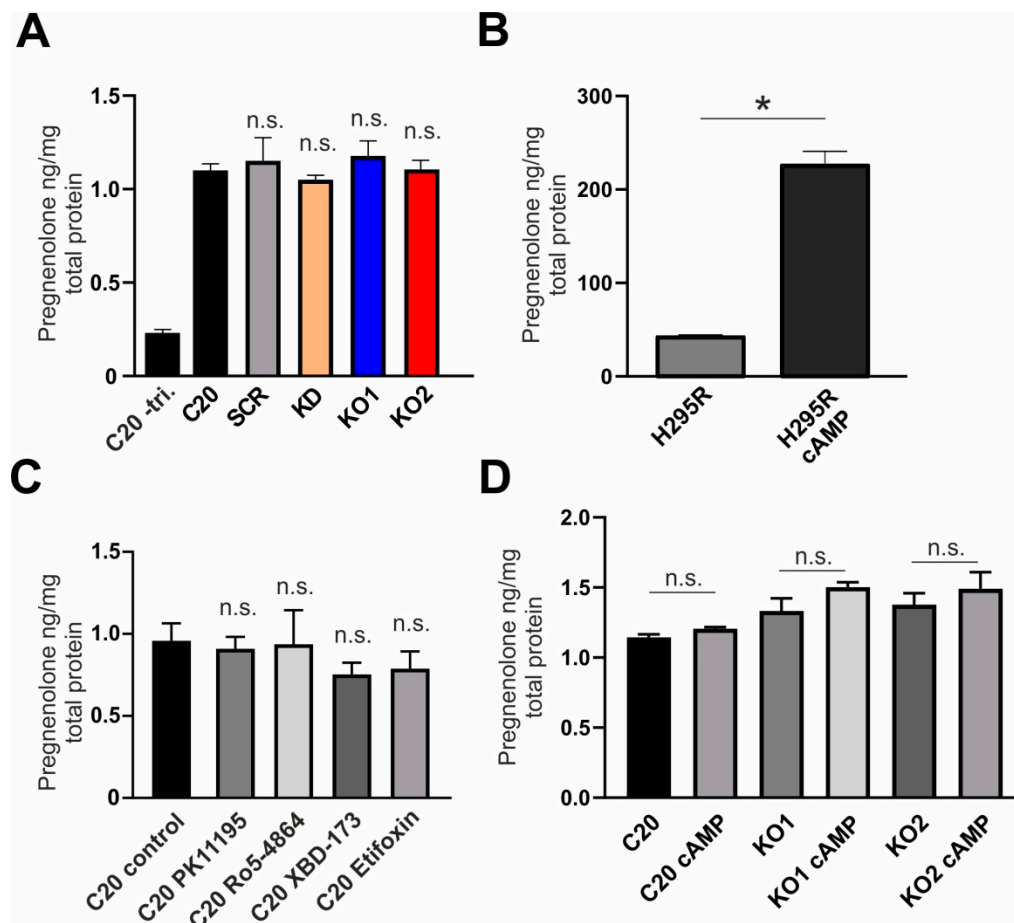 A
Pregnenolone ng/mg
total protein
1.5
1.0
0.5
0
n.s.
n.s.
n.s.
n.s.
C20 -tri.
C20
SCR
KD
KO1
KO2
B
Pregnenolone ng/mg
total protein
300
200
100
0
*
H295R
H295R
cAMP
C
Pregnenolone ng/mg
total protein
1.5
1.0
0.5
0
n.s.
n.s.
n.s.
n.s.
C20 control
C20 PK11195
C20 Ro5-4864
C20 XBD-173
C20 Etifoxin
D
Pregnenolone ng/mg
total protein
2.0
1.5
1.0
0.5
0.0
n.s.
n.s.
n.s.
C20
C20 cAMP
KO1
KO1 cAMP
KO2
KO2 cAMP